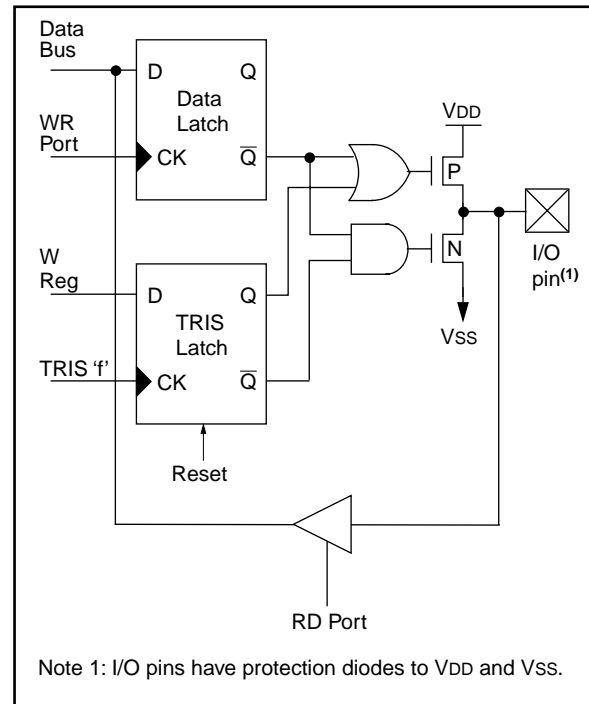 Data
Bus
D
Q
Data
Latch
WR
Port
CK
Q
VDD
P
I/O
pin(1)
N
VSS
W
Reg
D
Q
TRIS
Latch
TRIS 'f'
CK
Q
Reset
RD Port
Note 1: I/O pins have protection diodes to VDD and VSS.